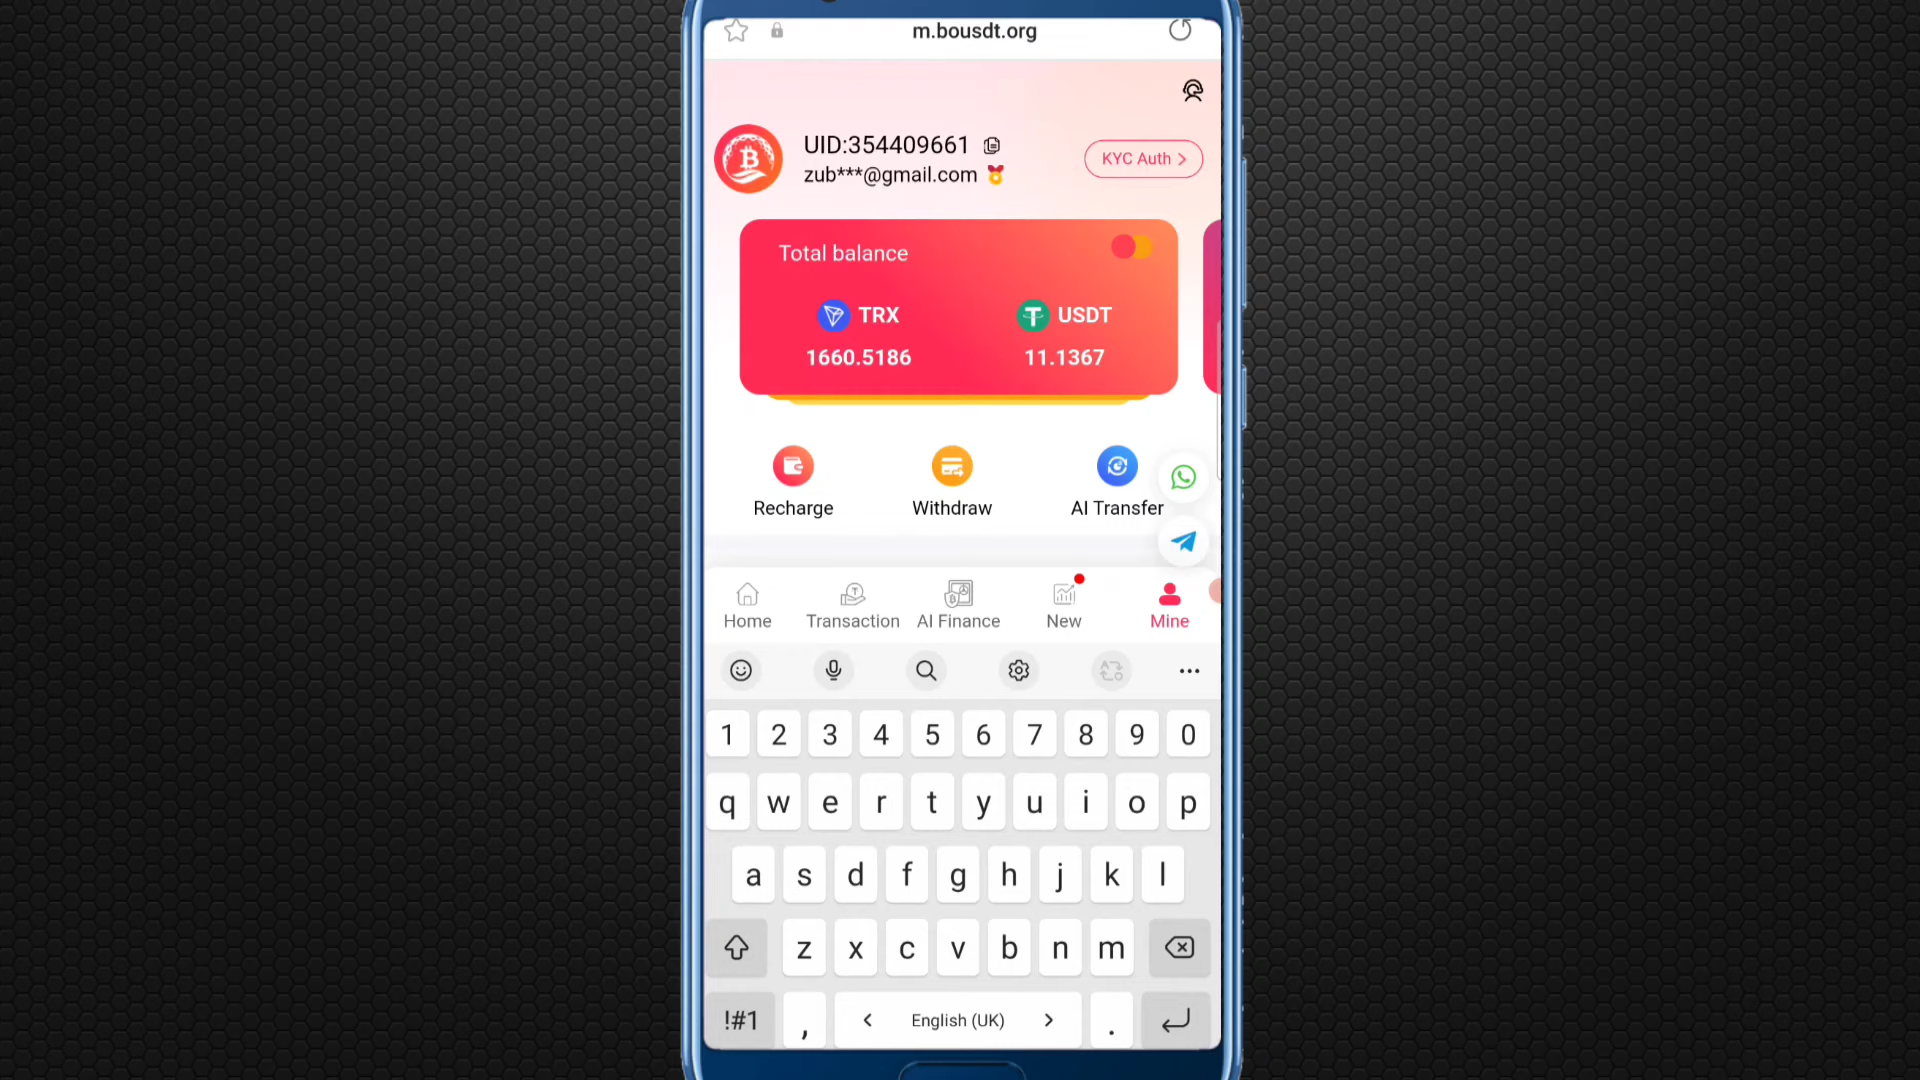 m.bousdt.org
UID:354409661
zub***@gmail.com
KYC Auth >
Total balance
TRX
USDT
1660.5186
11.1367
Recharge
Withdraw
AI Transfer
Home
Transaction
AI Finance
New
Mine
1 2 3 4 5 6 7 8 9 0
q w e r t y u i o p
a s d f g h j k l
z x c v b n m
!#1 , < English (UK) > .